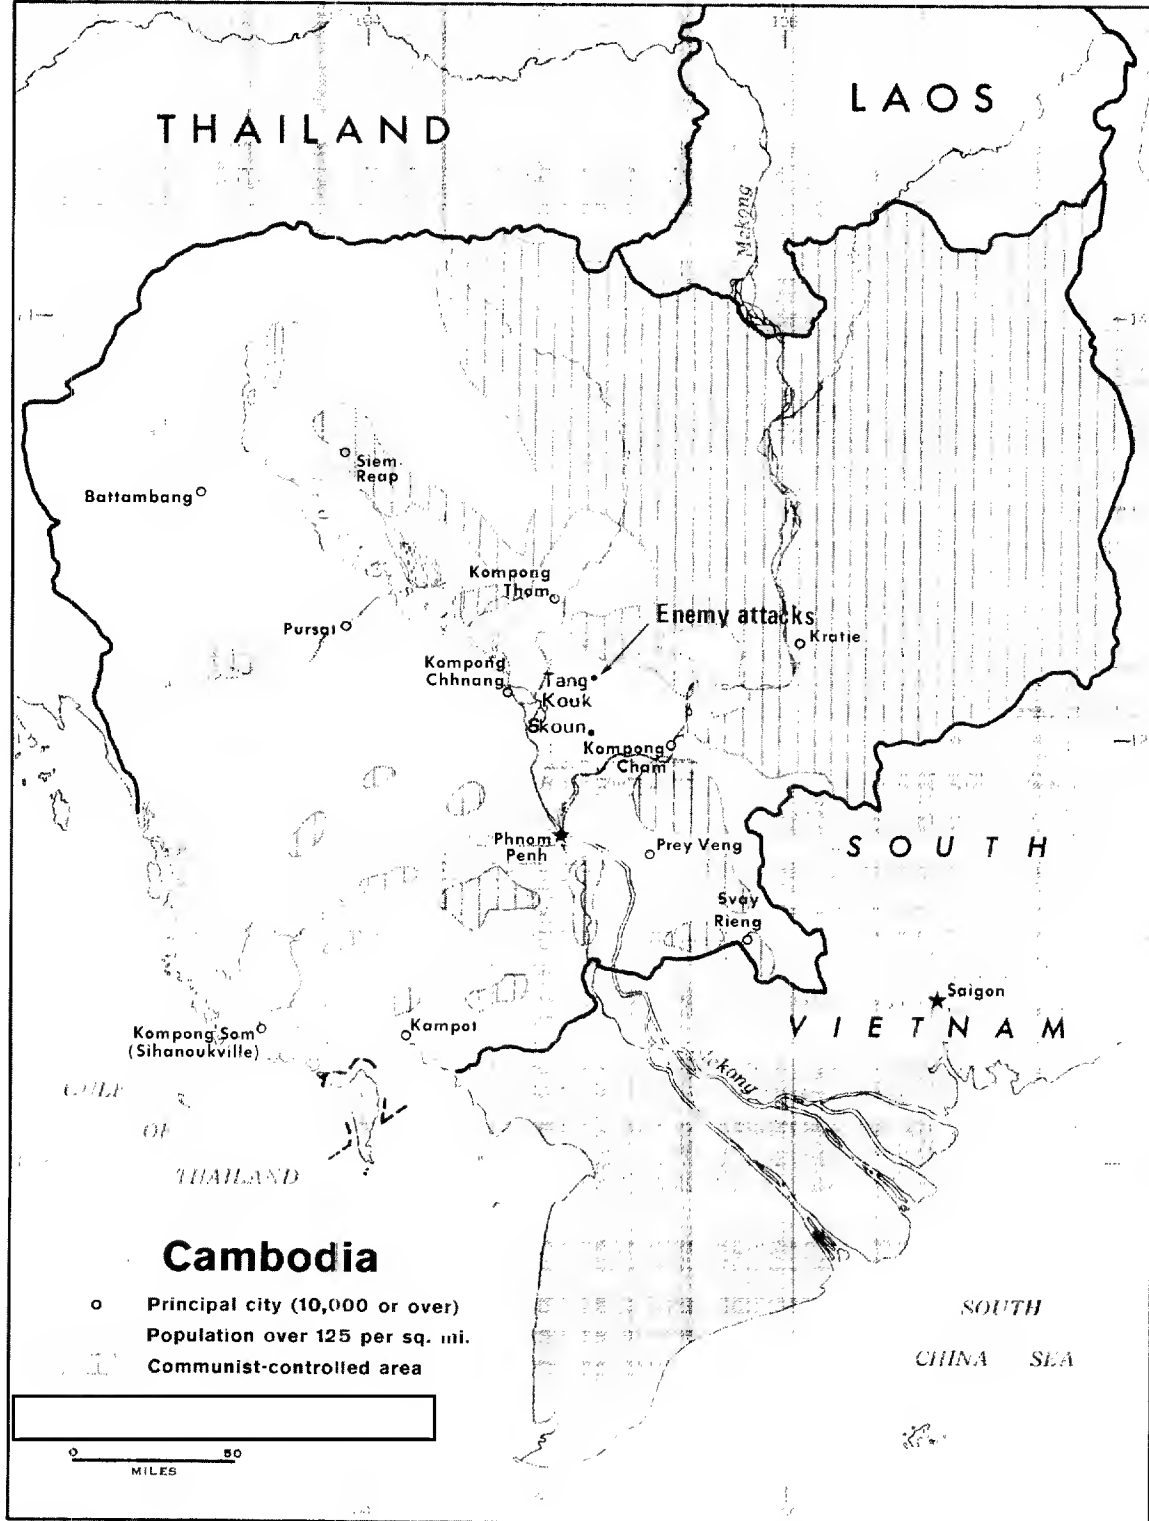 THAILAND
LAOS
Mekong
Siem
Reap
Battambang
Kompong
Thom
Enemy attacks
Pursat
Kratie
Kompong
Chhnang
Tang
Kouk
Skoun
Kompong
Cham
Phnom
Penh
Prey Veng
SOUTH
Svay
Rieng
Saigon
VIETNAM
Kompong Som
(Sihanoukville)
Kampot
Mekong
GULF
OF
THAILAND
Cambodia
Principal city (10,000 or over)
Population over 125 per sq. mi.
Communist-controlled area
SOUTH
CHINA SEA
0 50
MILES